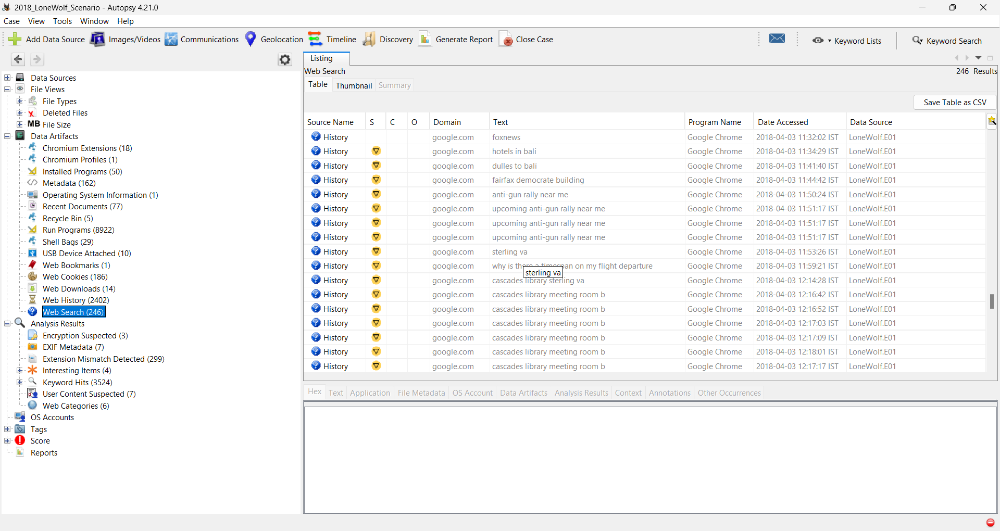 2018_LoneWolf_Scenario - Autopsy 4.21.0
Case View Tools Window Help
Add Data Source Images/Videos Communications Geolocation Timeline Discovery Generate Report Close Case Keyword Lists Keyword Search
Data Sources
File Views
File Types
Deleted Files
MB File Size
Data Artifacts
Chromium Extensions (18)
Chromium Profiles (1)
Installed Programs (50)
Metadata (162)
Operating System Information (1)
Recent Documents (77)
Recycle Bin (5)
Run Programs (8922)
Shell Bags (29)
USB Device Attached (10)
Web Bookmarks (1)
Web Cookies (186)
Web Downloads (14)
Web History (2402)
Web Search (246)
Analysis Results
Encryption Suspected (3)
EXIF Metadata (7)
Extension Mismatch Detected (299)
Interesting Items (4)
Keyword Hits (3524)
User Content Suspected (7)
Web Categories (6)
OS Accounts
Tags
Score
Reports
Listing
Web Search 246 Results
Table Thumbnail Summary
Save Table as CSV
Source Name S C O Domain Text Program Name Date Accessed Data Source
History google.com foxnews Google Chrome 2018-04-03 11:32:02 IST LoneWolf.E01
History google.com hotels in bali Google Chrome 2018-04-03 11:34:29 IST LoneWolf.E01
History google.com dulles to bali Google Chrome 2018-04-03 11:41:40 IST LoneWolf.E01
History google.com fairfax democrate building Google Chrome 2018-04-03 11:44:42 IST LoneWolf.E01
History google.com anti-gun rally near me Google Chrome 2018-04-03 11:50:24 IST LoneWolf.E01
History google.com upcoming anti-gun rally near me Google Chrome 2018-04-03 11:51:17 IST LoneWolf.E01
History google.com upcoming anti-gun rally near me Google Chrome 2018-04-03 11:51:17 IST LoneWolf.E01
History google.com upcoming anti-gun rally near me Google Chrome 2018-04-03 11:51:17 IST LoneWolf.E01
History google.com sterling va Google Chrome 2018-04-03 11:53:26 IST LoneWolf.E01
History google.com why is there a timespan on my flight departure Google Chrome 2018-04-03 11:59:21 IST LoneWolf.E01
sterling va
History google.com cascades library sterling va Google Chrome 2018-04-03 12:14:28 IST LoneWolf.E01
History google.com cascades library meeting room b Google Chrome 2018-04-03 12:16:42 IST LoneWolf.E01
History google.com cascades library meeting room b Google Chrome 2018-04-03 12:16:52 IST LoneWolf.E01
History google.com cascades library meeting room b Google Chrome 2018-04-03 12:17:03 IST LoneWolf.E01
History google.com cascades library meeting room b Google Chrome 2018-04-03 12:17:09 IST LoneWolf.E01
History google.com cascades library meeting room b Google Chrome 2018-04-03 12:18:01 IST LoneWolf.E01
History google.com cascades library meeting room b Google Chrome 2018-04-03 12:17:17 IST LoneWolf.E01
Hex Text Application File Metadata OS Account Data Artifacts Analysis Results Context Annotations Other Occurrences